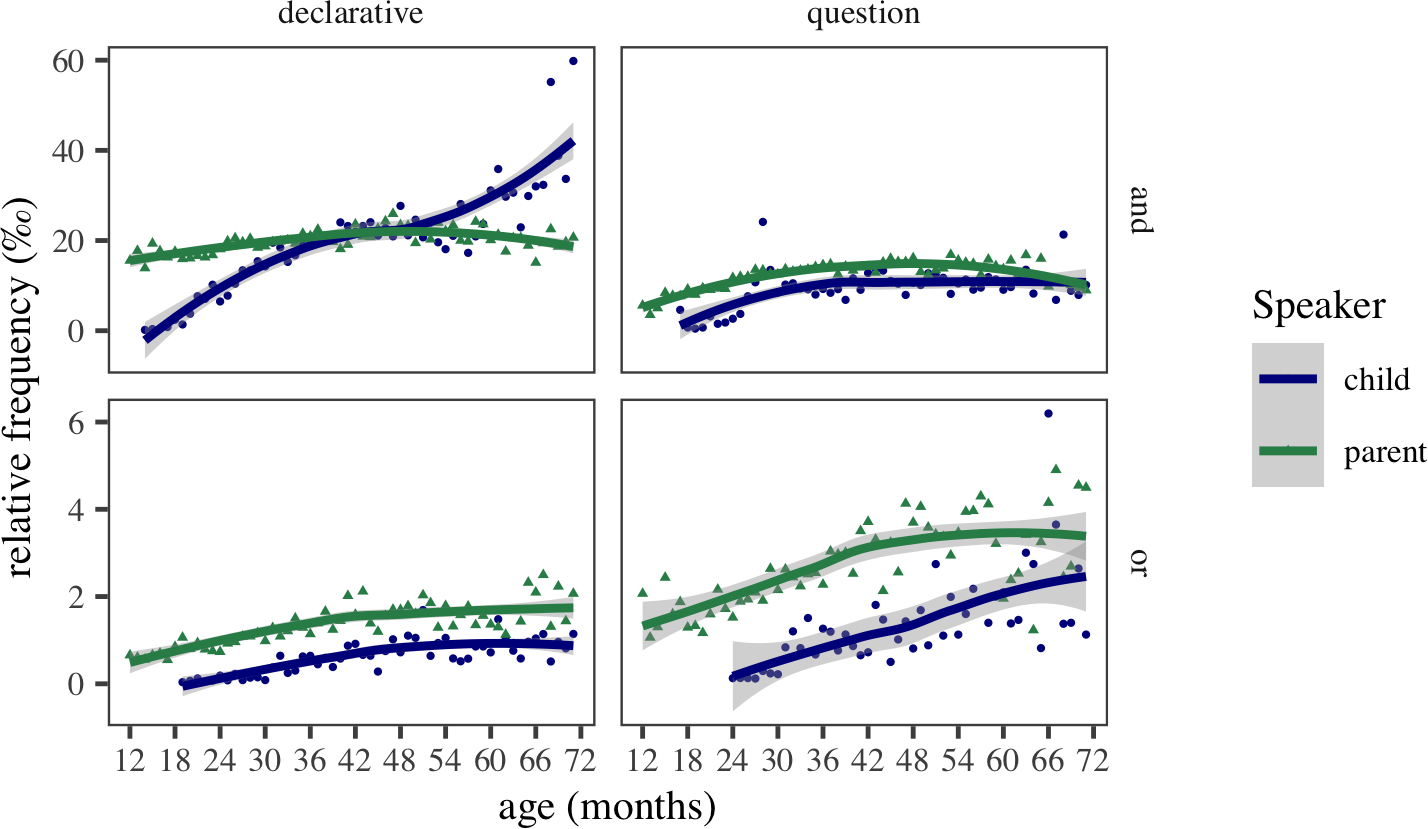 declarative question
60
40
20
0
and
6
4
2
0
or
relative frequency (‰)
12 18 24 30 36 42 48 54 60 66 72 12 18 24 30 36 42 48 54 60 66 72
age (months)
Speaker
child
parent